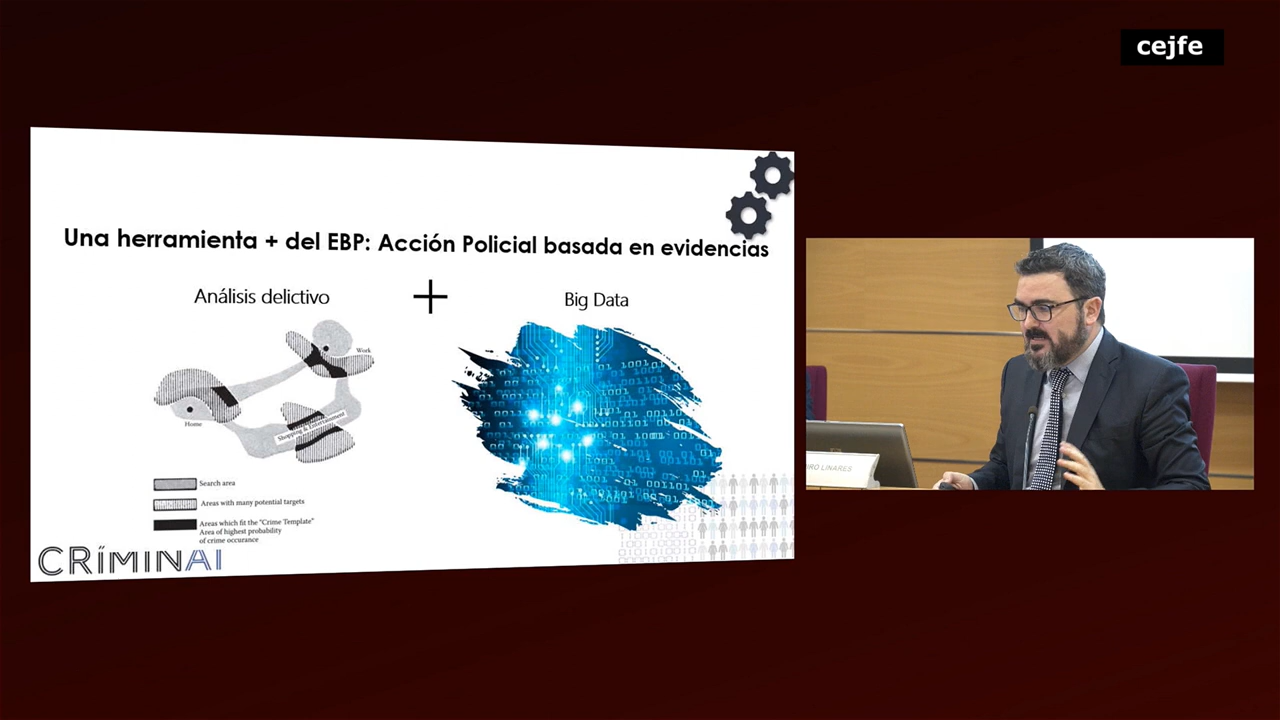 cejfe
Una herramienta + del EBP: Acción Policial basada en evidencias
Análisis delictivo
+
Big Data
Work
Home
Shopping & Entertainment
Search area
Areas with many potential targets
Areas which fit the "Crime Template"
Area of highest probability
of crime occurance
CRÍMINAI
LINARES